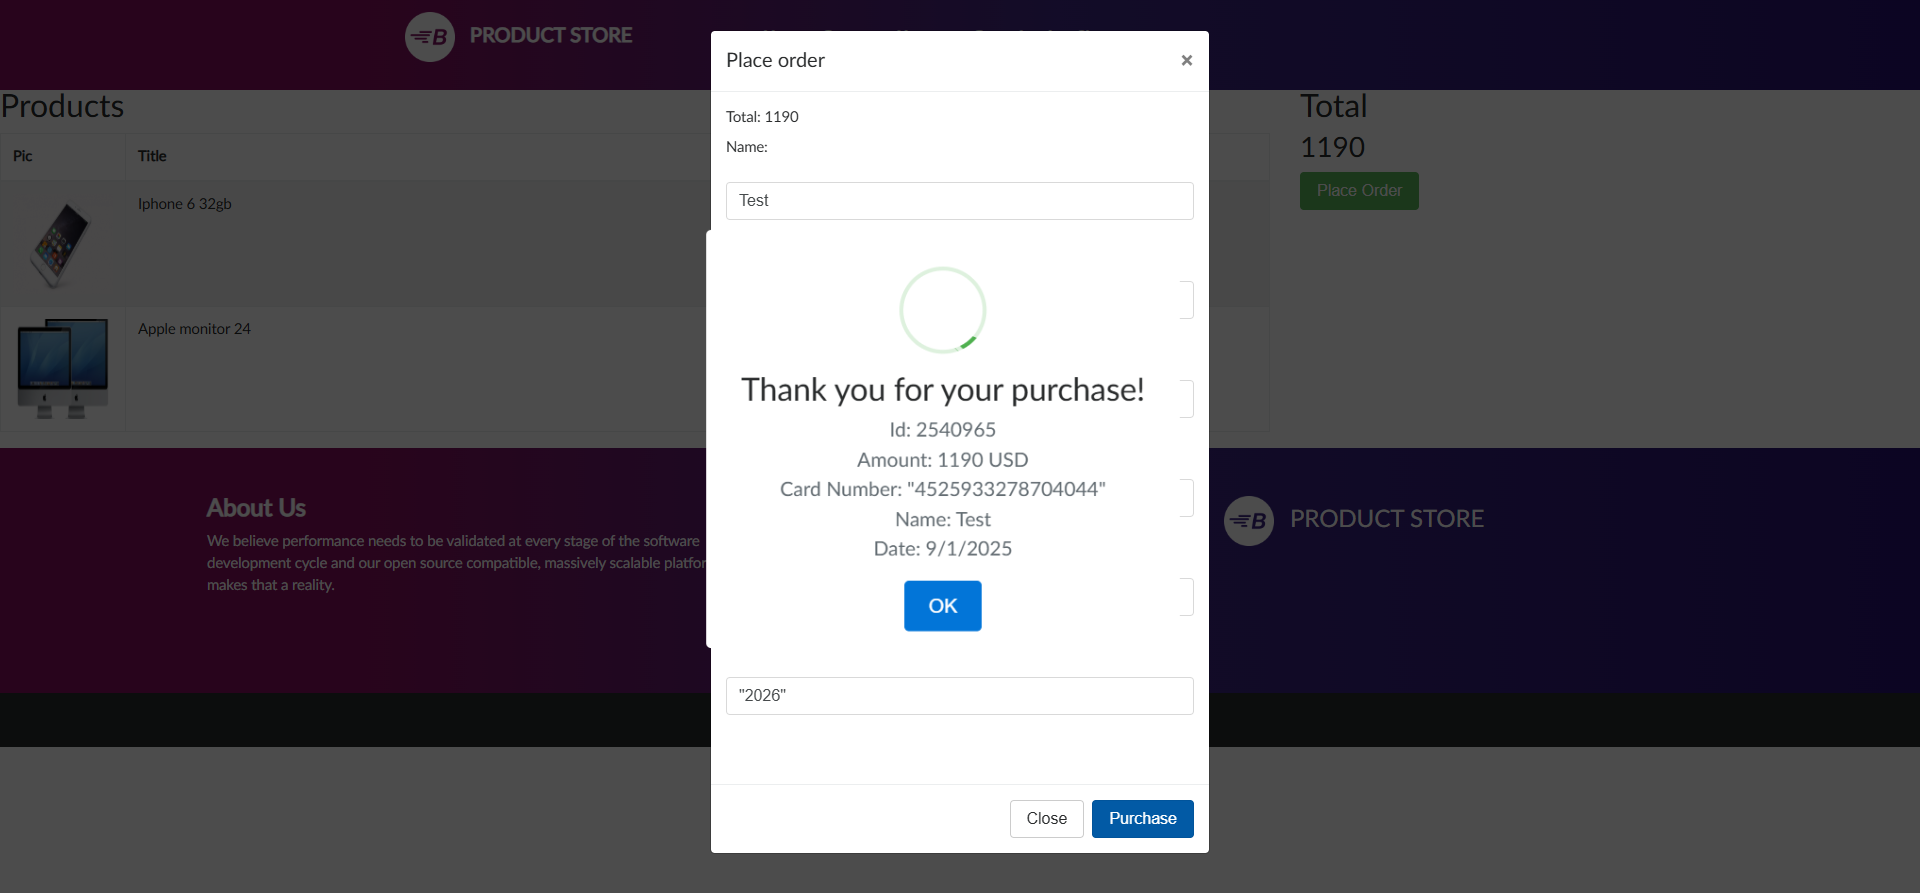 B PRODUCT STORE
Place order ×
Products
Total
Total: 1190
1190
Name:
Pic Title
Place Order
Iphone 6 32gb
Test
Apple monitor 24
Thank you for your purchase!
Id: 2540965
Amount: 1190 USD
Card Number: "4525933278704044"
Name: Test
Date: 9/1/2025
OK
About Us
We believe performance needs to be validated at every stage of the software
development cycle and our open source compatible, massively scalable platfor
makes that a reality.
B PRODUCT STORE
"2026"
Close Purchase